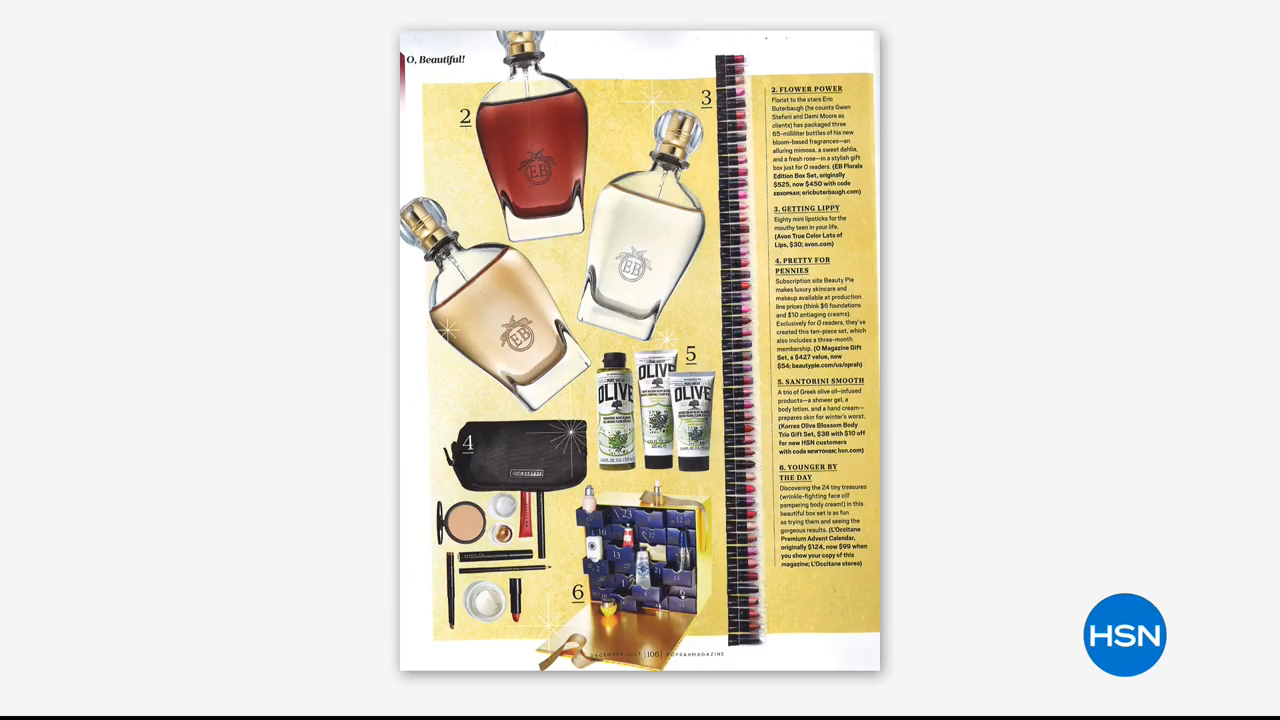 O, Beautiful!
2
3
EB
EB
EB
5
OLIVE
OLIVE
OLIVE
4
6
23
12
17
13
14
DECEMBER 2017 |106| OPRAHMAGAZINE
2. FLOWER POWER
Florist to the stars Eric
Buterbaugh (he counts Gwen
Stefani and Demi Moore as
clients) has packaged three
65-milliliter bottles of his new
bloom-based fragrances—an
alluring mimosa, a sweet dahlia,
and a fresh rose—in a stylish gift
box just for O readers. (EB Florals
Edition Box Set, originally
$525, now $450 with code
EBXOPRAH; ericbuterbaugh.com)
3. GETTING LIPPY
Eighty mini lipsticks for the
mouthy teen in your life.
(Avon True Color Lots of
Lips, $30; avon.com)
4. PRETTY FOR
PENNIES
Subscription site Beauty Pie
makes luxury skincare and
makeup available at production
line prices (think $6 foundations
and $10 antiaging creams).
Exclusively for O readers, they've
created this ten-piece set, which
also includes a three-month
membership. (O Magazine Gift
Set, a $427 value, now
$54; beautypie.com/us/oprah)
5. SANTORINI SMOOTH
A trio of Greek olive oil–infused
products—a shower gel, a
body lotion, and a hand cream—
prepares skin for winter's worst.
(Korres Olive Blossom Body
Trio Gift Set, $38 with $10 off
for new HSN customers
with code NEWTOHSN; hsn.com)
6. YOUNGER BY
THE DAY
Discovering the 24 tiny treasures
(wrinkle-fighting face oil!
pampering body cream!) in this
beautiful box set is as fun
as trying them and seeing the
gorgeous results. (L'Occitane
Premium Advent Calendar,
originally $124, now $99 when
you show your copy of this
magazine; L'Occitane stores)
HSN